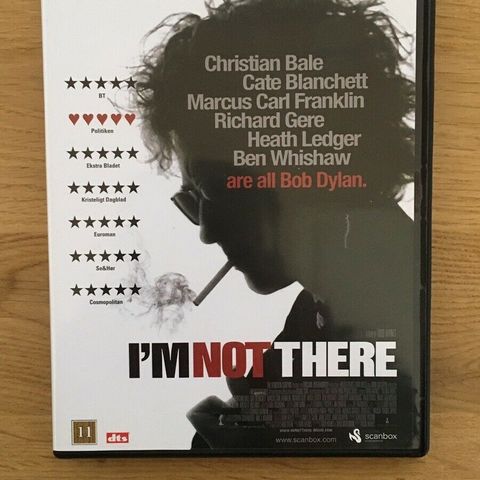 Christian Bale
Cate Blanchett
Marcus Carl Franklin
Richard Gere
Heath Ledger
Ben Whishaw
are all Bob Dylan.
BT
Politiken
Ekstra Bladet
Kristeligt Dagblad
Euroman
Se&Hør
Cosmopolitan
I'M NOT THERE
11
dts
www.scanbox.com
scanbox